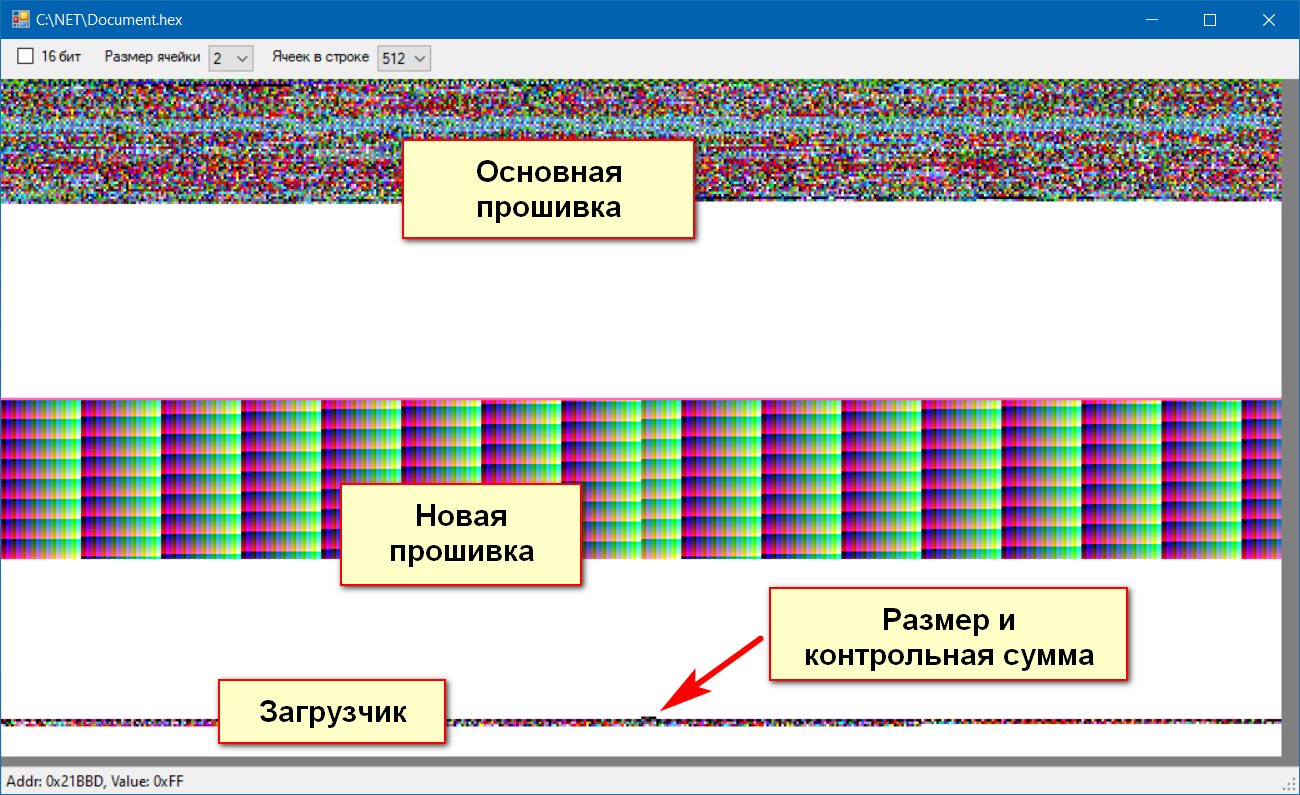 C:\NET\Document.hex
16 бит Размер ячейки 2 Ячеек в строке 512
Основная
прошивка
Новая
прошивка
Размер и
контрольная сумма
Загрузчик
Addr: 0x21BBD, Value: 0xFF